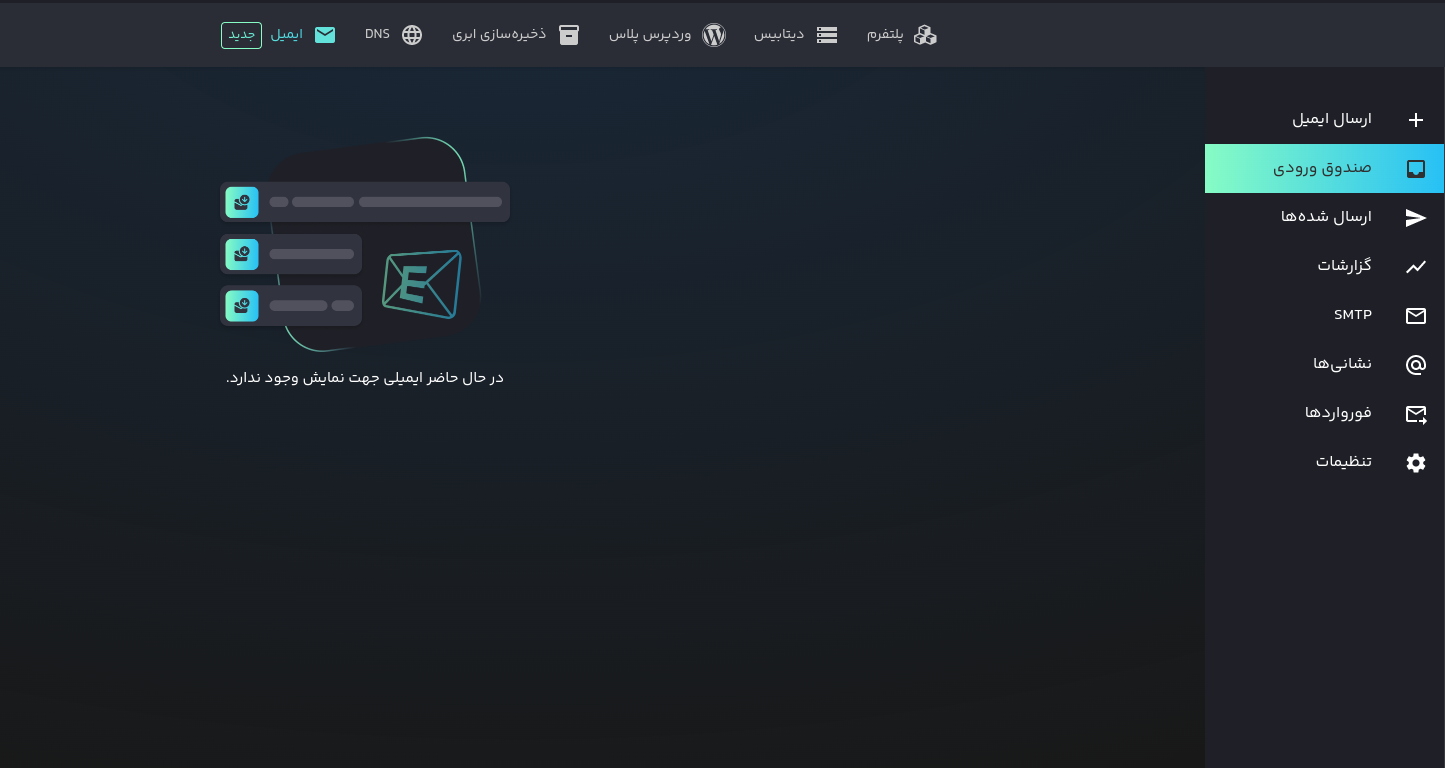 پلتفرم
دیتابیس
وردپرس پلاس
ذخیره‌سازی ابری
DNS
ایمیل
جدید
ارسال ایمیل
صندوق ورودی
ارسال شده‌ها
گزارشات
SMTP
نشانی‌ها
فورواردها
تنظیمات
E
در حال حاضر ایمیلی جهت نمایش وجود ندارد.